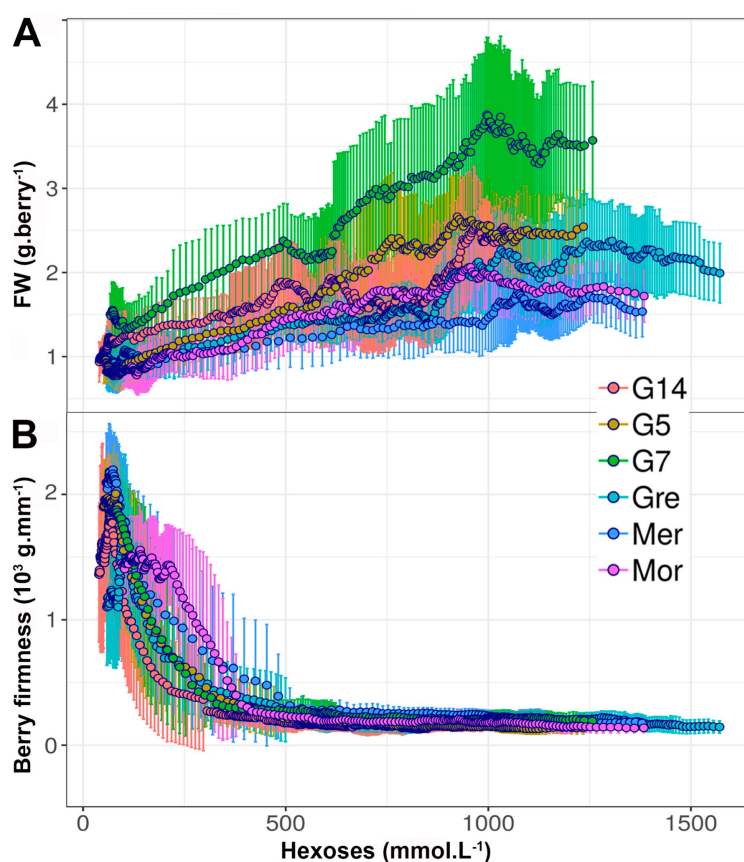 A
4
3
2
1
FW (g.berry⁻¹)
G14
G5
G7
Gre
Mer
Mor
B
2
1
0
Berry firmness (10³ g.mm⁻¹)
0
500
1000
1500
Hexoses (mmol.L⁻¹)